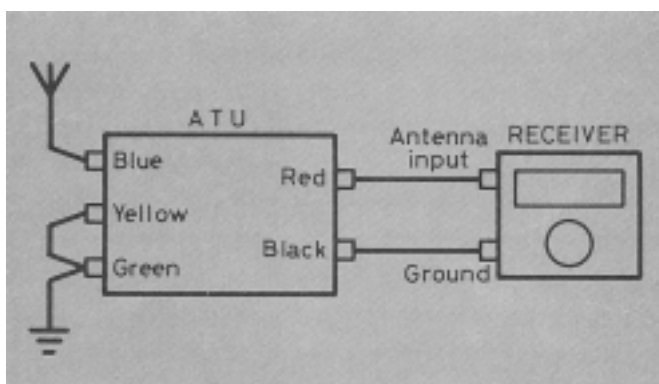 ATU
Blue
Yellow
Green
Red
Black
Antenna
input
Ground
RECEIVER